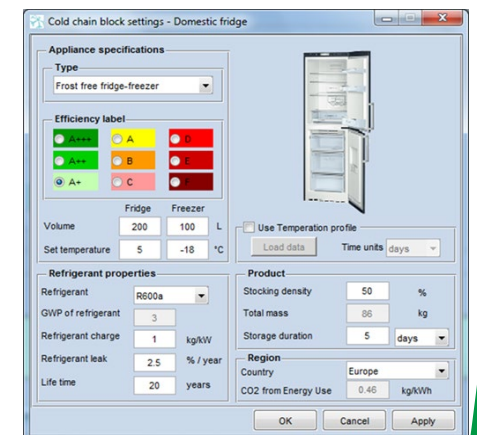 Cold chain block settings - Domestic fridge
Appliance specifications
Type
Frost free fridge-freezer
Efficiency label
A+++ A D
A++ B E
A+ C F
Fridge Freezer
Volume 200 100 L
Set temperature 5 -18 °C
Use Temperation profile
Load data Time units days
Refrigerant properties
Refrigerant R600a
GWP of refrigerant 3
Refrigerant charge 1 kg/kW
Refrigerant leak 2.5 % / year
Life time 20 years
Product
Stocking density 50 %
Total mass 86 kg
Storage duration 5 days
Region
Country Europe
CO2 from Energy Use 0.46 kg/kWh
OK Cancel Apply